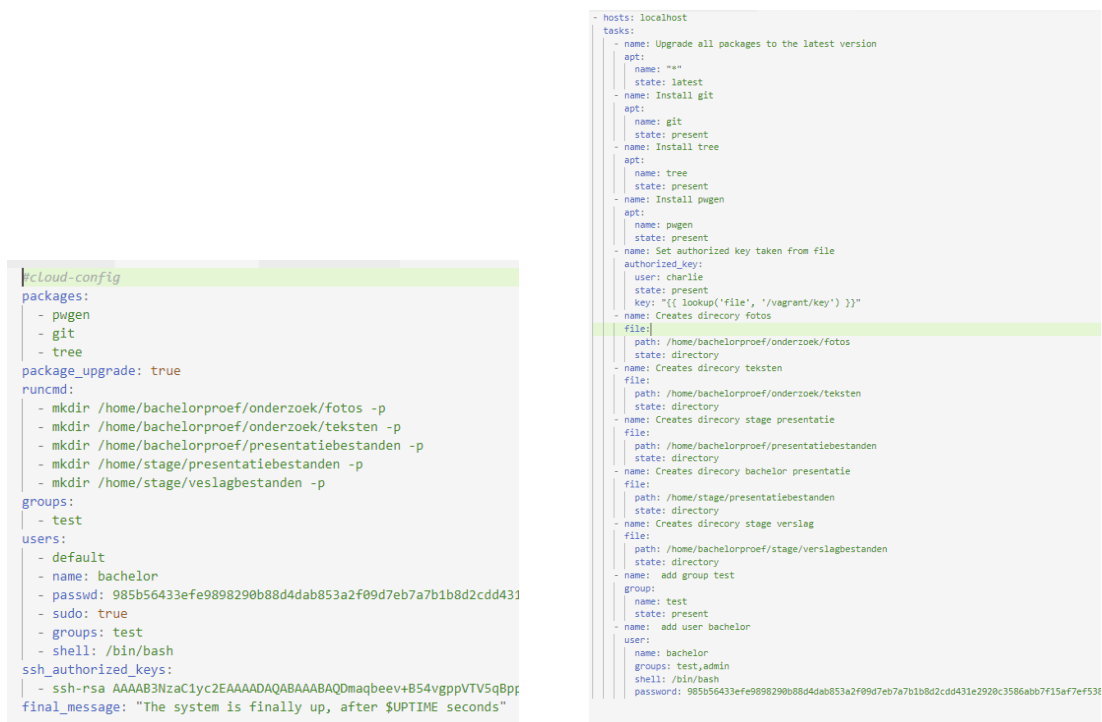 #cloud-config
packages:
  - pwgen
  - git
  - tree
package_upgrade: true
runcmd:
  - mkdir /home/bachelorproef/onderzoek/fotos -p
  - mkdir /home/bachelorproef/onderzoek/teksten -p
  - mkdir /home/bachelorproef/presentatiebestanden -p
  - mkdir /home/stage/presentatiebestanden -p
  - mkdir /home/stage/veslagbestanden -p
groups:
  - test
users:
  - default
  - name: bachelor
  - passwd: 985b56433efe9898290b88d4dab853a2f09d7eb7a7b1b8d2cdd431
  - sudo: true
  - groups: test
  - shell: /bin/bash
ssh_authorized_keys:
  - ssh-rsa AAAAB3NzaC1yc2EAAAADAQABAAABAQDmaqbeev+B54vgppVTV5qBpp
final_message: "The system is finally up, after $UPTIME seconds"
- hosts: localhost
  tasks:
    - name: Upgrade all packages to the latest version
      apt:
        name: "*"
        state: latest
    - name: Install git
      apt:
        name: git
        state: present
    - name: Install tree
      apt:
        name: tree
        state: present
    - name: Install pwgen
      apt:
        name: pwgen
        state: present
    - name: Set authorized key taken from file
      authorized_key:
        user: charlie
        state: present
        key: "{{ lookup('file', '/vagrant/key') }}"
    - name: Creates direcory fotos
      file:
        path: /home/bachelorproef/onderzoek/fotos
        state: directory
    - name: Creates direcory teksten
      file:
        path: /home/bachelorproef/onderzoek/teksten
        state: directory
    - name: Creates direcory stage presentatie
      file:
        path: /home/bachelorproef/presentatiebestanden
        state: directory
    - name: Creates direcory bachelor presentatie
      file:
        path: /home/stage/presentatiebestanden
        state: directory
    - name: Creates direcory stage verslag
      file:
        path: /home/bachelorproef/stage/verslagbestanden
        state: directory
    - name:  add group test
      group:
        name: test
        state: present
    - name:  add user bachelor
      user:
        name: bachelor
        groups: test,admin
        shell: /bin/bash
        password: 985b56433efe9898290b88d4dab853a2f09d7eb7a7b1b8d2cdd431e2920c3586abb7f15af7ef538